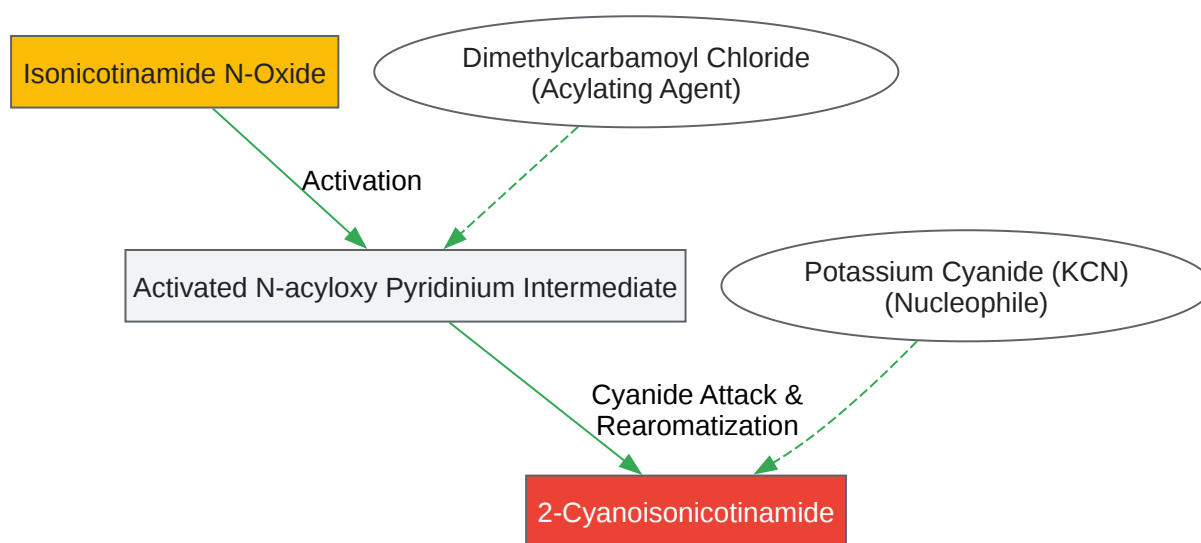 Isonicotinamide N-Oxide
Dimethylcarbamoyl Chloride
(Acylating Agent)
Activation
Activated N-acyloxy Pyridinium Intermediate
Potassium Cyanide (KCN)
(Nucleophile)
Cyanide Attack &
Rearomatization
2-Cyanoisonicotinamide